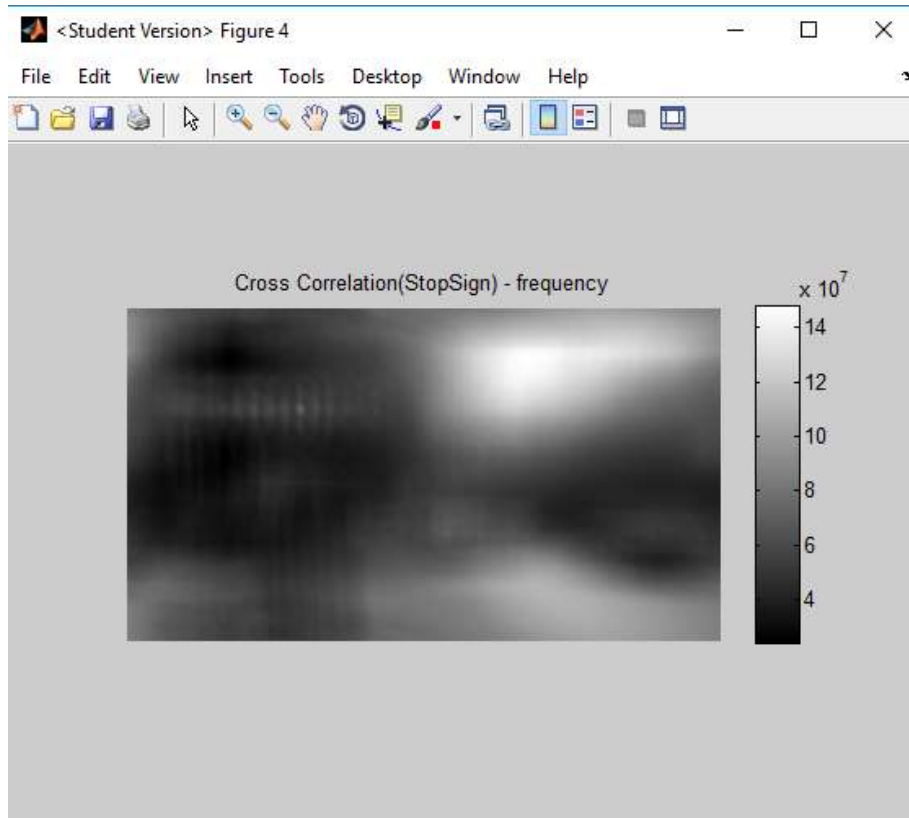 <Student Version> Figure 4
File Edit View Insert Tools Desktop Window Help
Cross Correlation(StopSign) - frequency
x 10^7
14
12
10
8
6
4